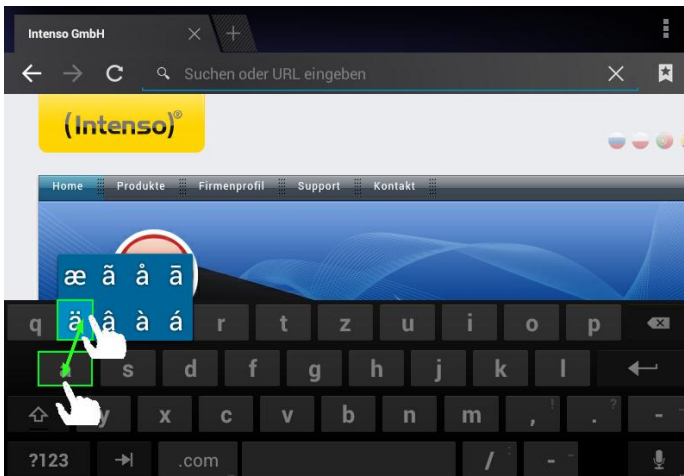 Intenso GmbH
Suchen oder URL eingeben
(Intenso)®
Home Produkte Firmenprofil Support Kontakt
æ ã å ā
ä â à á
q r t z u i o p
a s d f g h j k l
y x c v b n m , ! . ?
?123 .com / : - -